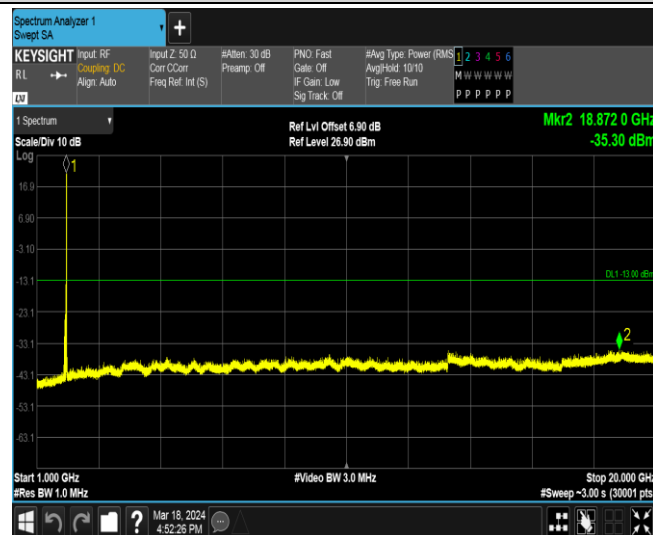 Spectrum Analyzer 1
Swept SA
+
KEYSIGHT
RL
LXI
Input: RF
Coupling: DC
Align: Auto
Input Z: 50 Ω
Corr CCorr
Freq Ref: Int (S)
#Atten: 30 dB
Preamp: Off
PNO: Fast
Gate: Off
IF Gain: Low
Sig Track: Off
#Avg Type: Power (RMS
Avg|Hold: 10/10
Trig: Free Run
1 2 3 4 5 6
M W W W W W
P P P P P P
1 Spectrum
Scale/Div 10 dB
Log
Ref Lvl Offset 6.90 dB
Ref Level 26.90 dBm
Mkr2 18.872 0 GHz
-35.30 dBm
1
16.9
6.90
-3.10
DL1 -13.00 dBm
-13.1
-23.1
2
-33.1
-43.1
-53.1
-63.1
Start 1.000 GHz
#Res BW 1.0 MHz
#Video BW 3.0 MHz
Stop 20.000 GHz
#Sweep ~3.00 s (30001 pts
?
Mar 18, 2024
4:52:26 PM